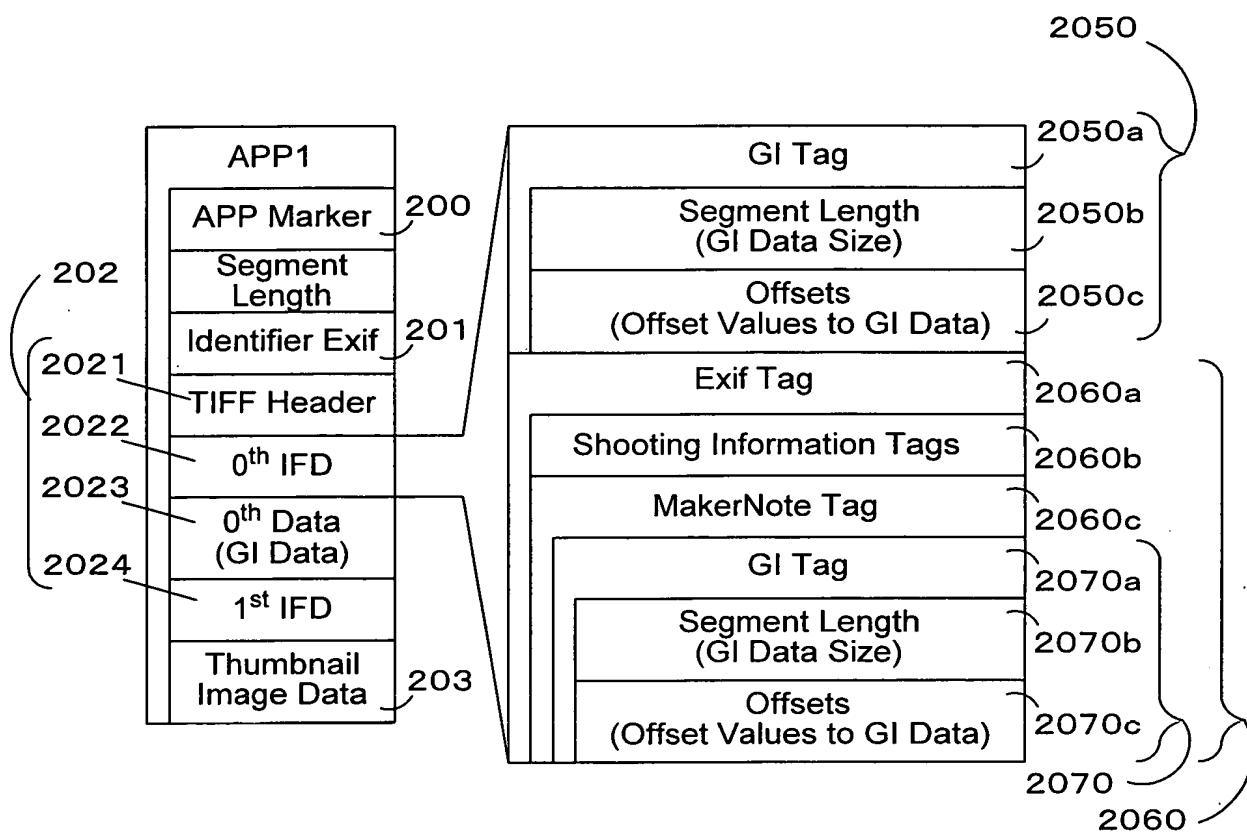 2050
APP1
APP Marker
200
Segment
Length
202
Identifier Exif
201
2021
TIFF Header
2022
0th IFD
2023
0th Data
(GI Data)
2024
1st IFD
Thumbnail
Image Data
203
GI Tag
2050a
Segment Length
(GI Data Size)
2050b
Offsets
(Offset Values to GI Data)
2050c
Exif Tag
2060a
Shooting Information Tags
2060b
MakerNote Tag
2060c
GI Tag
2070a
Segment Length
(GI Data Size)
2070b
Offsets
(Offset Values to GI Data)
2070c
2070
2060